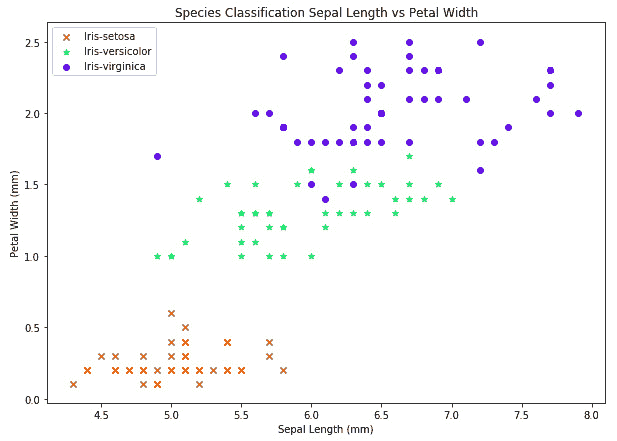 Species Classification Sepal Length vs Petal Width
Iris-setosa
Iris-versicolor
Iris-virginica
Petal Width (mm)
2.5
2.0
1.5
1.0
0.5
0.0
4.5 5.0 5.5 6.0 6.5 7.0 7.5 8.0
Sepal Length (mm)